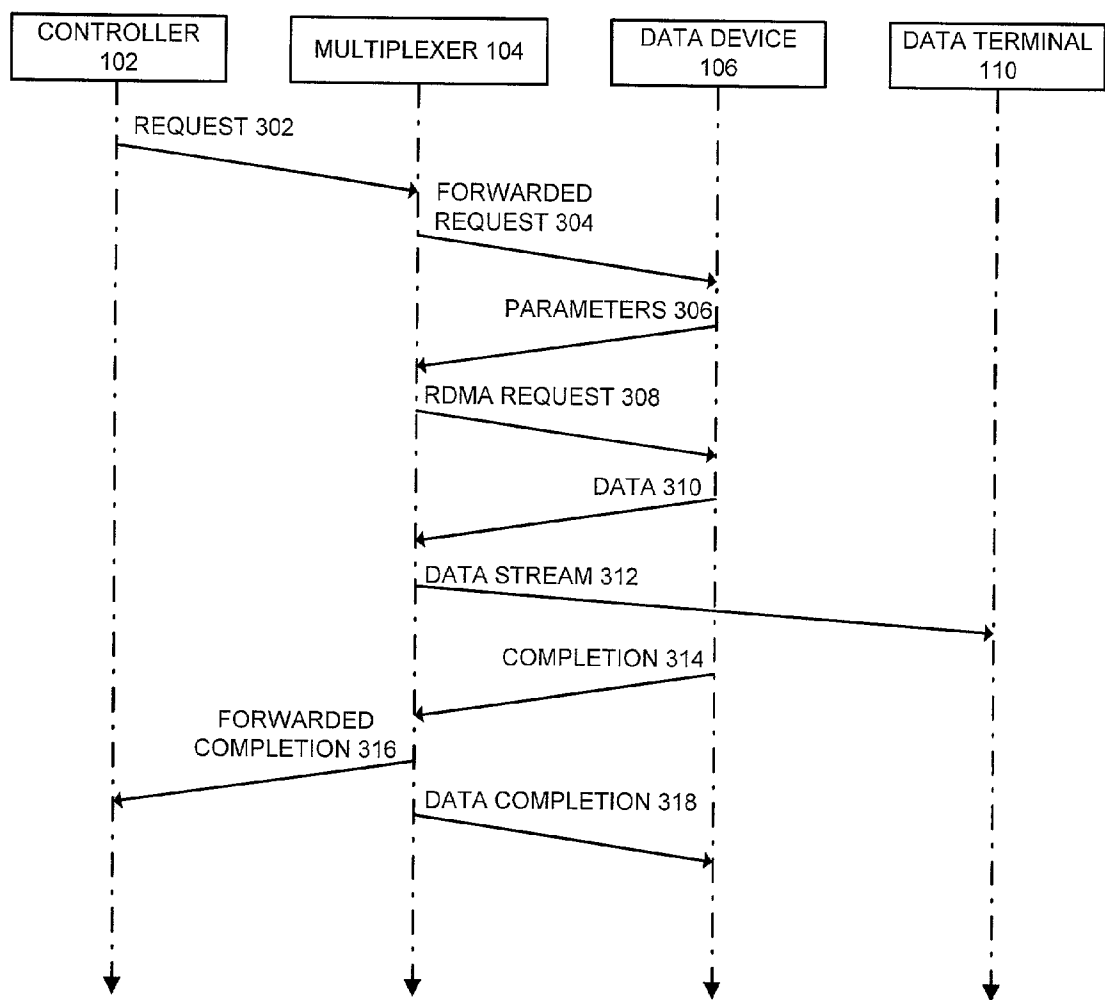 CONTROLLER
102
MULTIPLEXER 104
DATA DEVICE
106
DATA TERMINAL
110
REQUEST 302
FORWARDED
REQUEST 304
PARAMETERS 306
RDMA REQUEST 308
DATA 310
DATA STREAM 312
COMPLETION 314
FORWARDED
COMPLETION 316
DATA COMPLETION 318